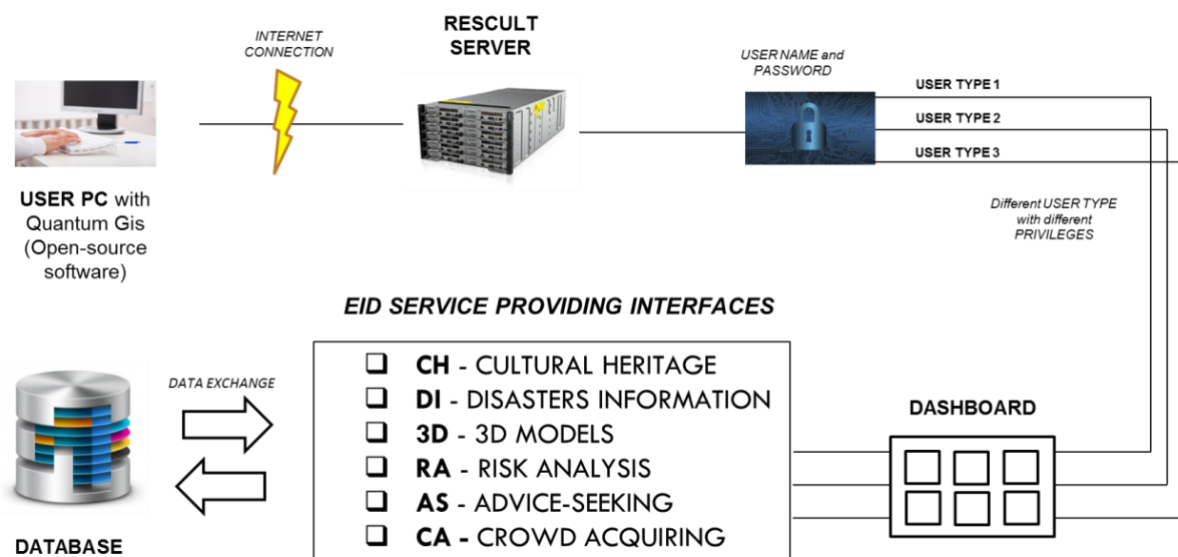 INTERNET
CONNECTION
RESCULT
SERVER
USER NAME and
PASSWORD
USER TYPE 1
USER TYPE 2
USER TYPE 3
USER PC with
Quantum Gis
(Open-source
software)
Different USER TYPE
with different
PRIVILEGES
EID SERVICE PROVIDING INTERFACES
DATA EXCHANGE
CH - CULTURAL HERITAGE
DI - DISASTERS INFORMATION
3D - 3D MODELS
RA - RISK ANALYSIS
AS - ADVICE-SEEKING
CA - CROWD ACQUIRING
DASHBOARD
DATABASE